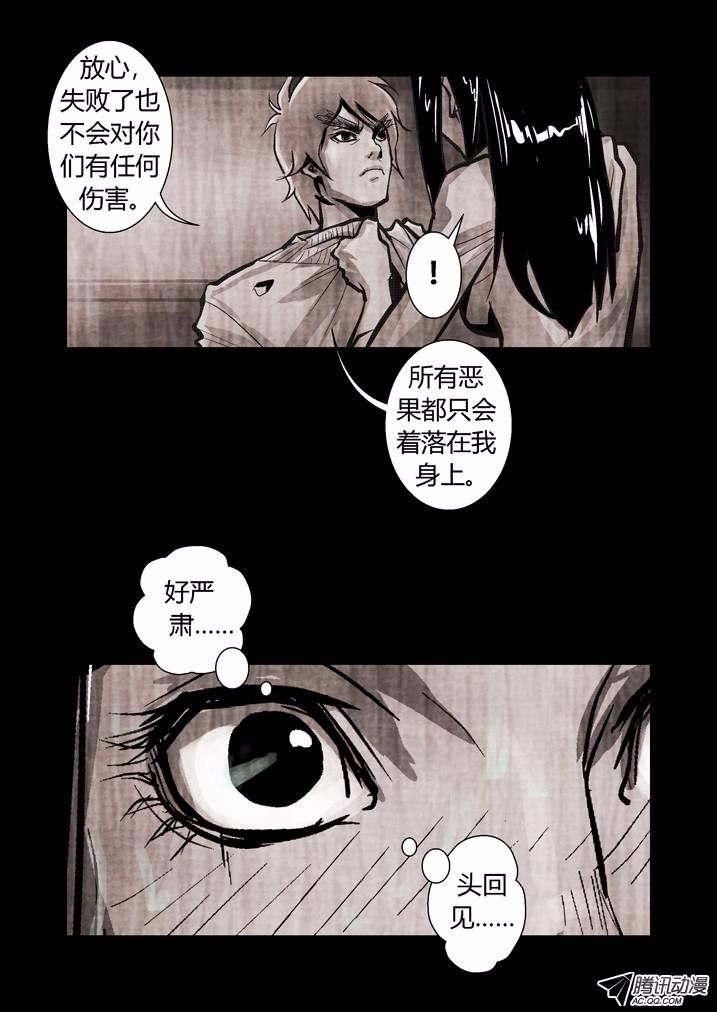 放心，
失败了也
不会对你
们有任何
伤害。
！
所有恶
果都只会
着落在我
身上。
好严
肃……
头回
见……
腾讯动漫
AC.QQ.COM